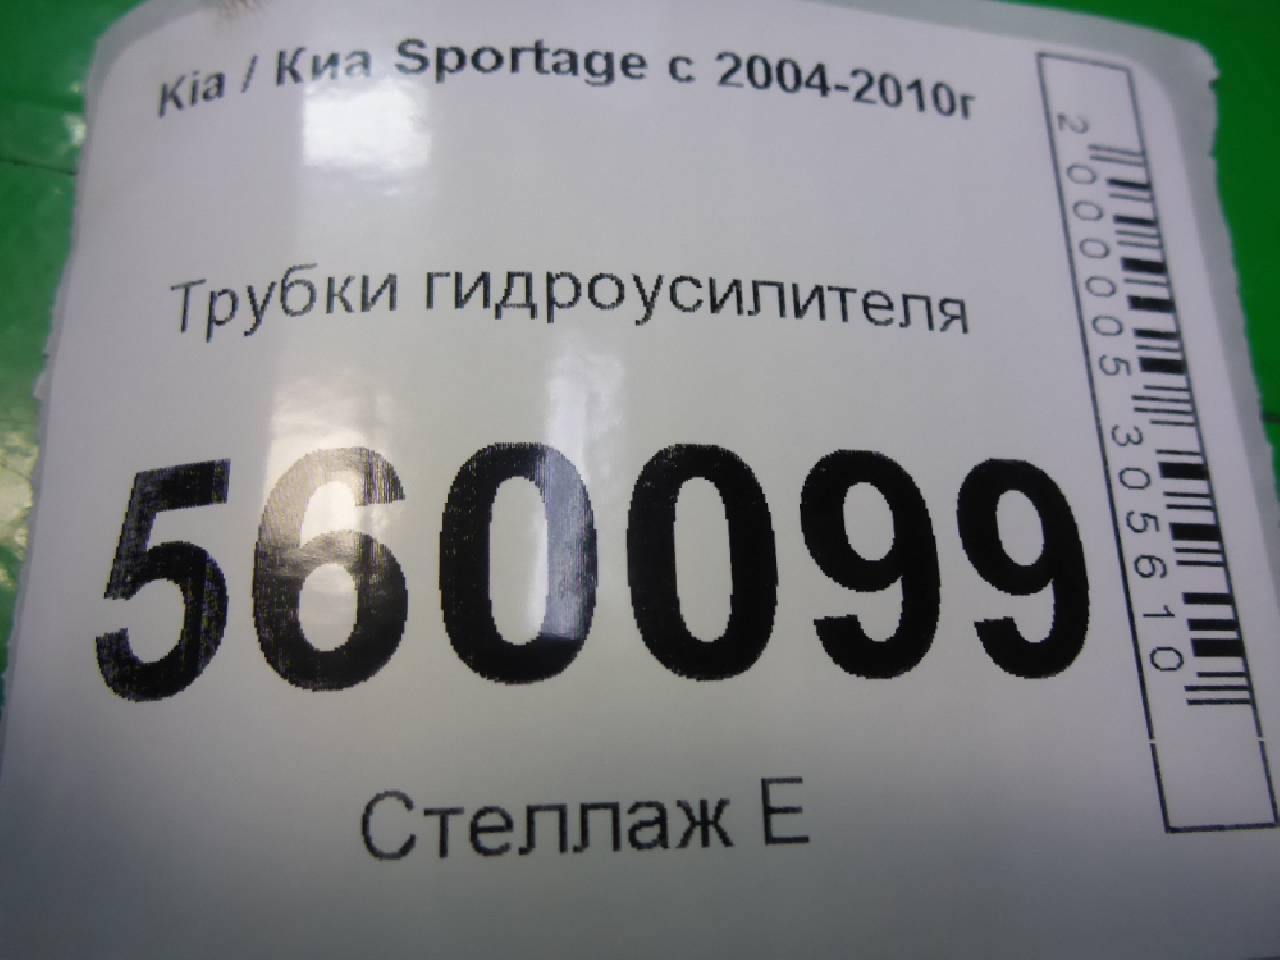 Kia / Киа Sportage с 2004-2010г
Трубки гидроусилителя
560099
Стеллаж Е
2000005305610